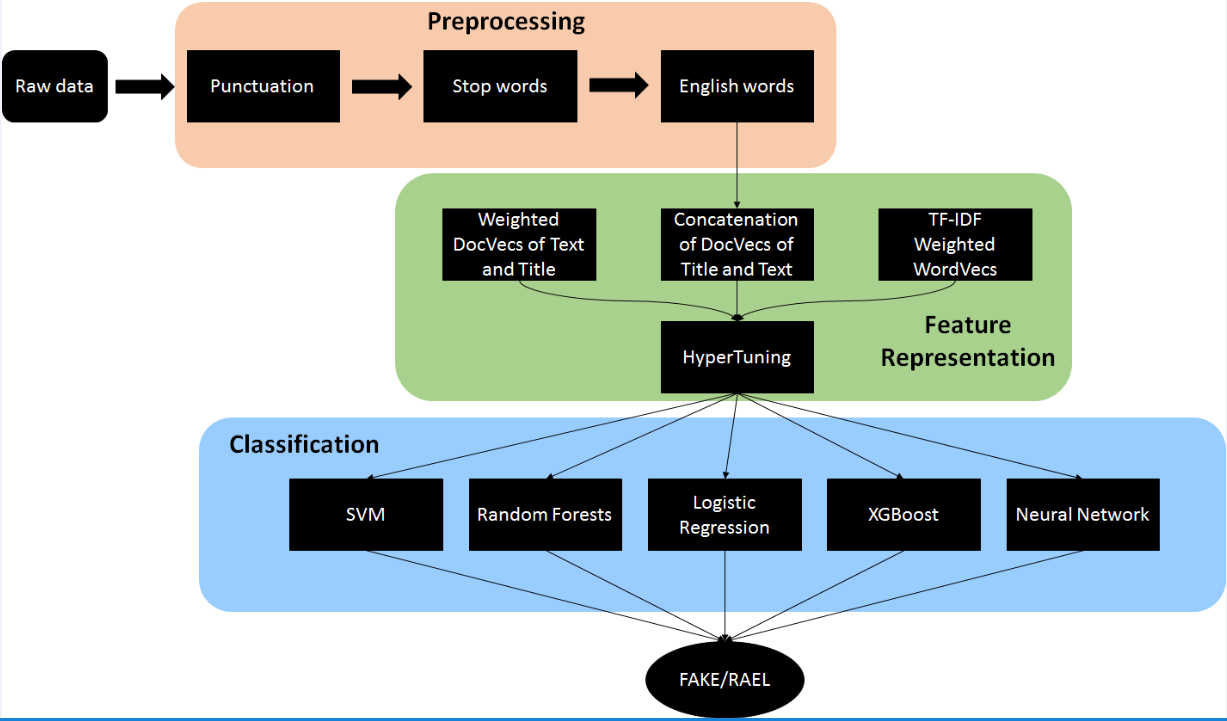 Preprocessing
Raw data
Punctuation
Stop words
English words
Weighted
DocVecs of Text
and Title
Concatenation
of DocVecs of
Title and Text
TF-IDF
Weighted
WordVecs
HyperTuning
Feature
Representation
Classification
SVM
Random Forests
Logistic
Regression
XGBoost
Neural Network
FAKE/RAEL